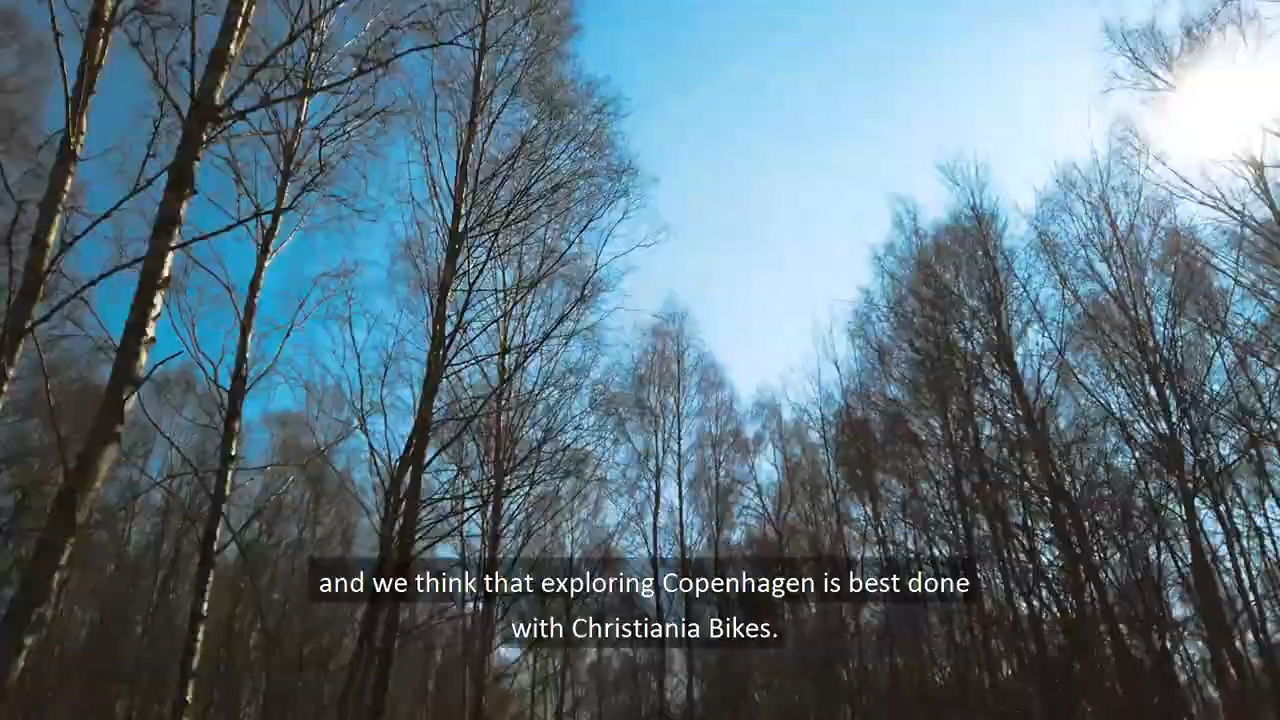 and we think that exploring Copenhagen is best done
with Christiania Bikes.